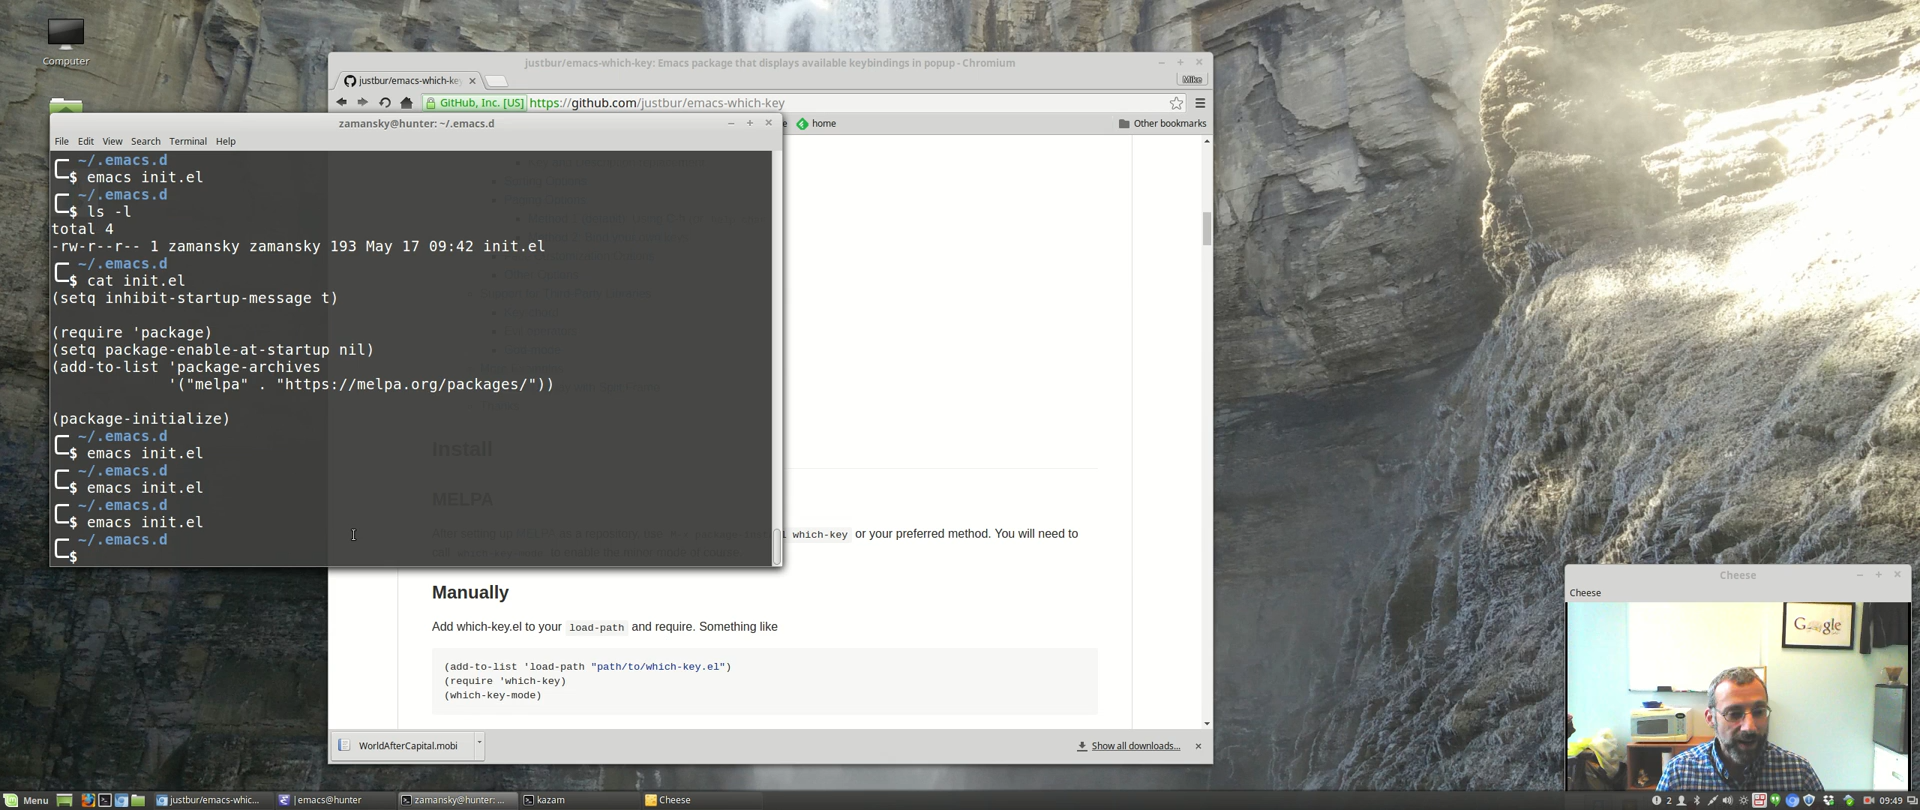 Computer
justbur/emacs-which-key: Emacs package that displays available keybindings in popup - Chromium
justbur/emacs-which-ke
Mike
GitHub, Inc. [US] https://github.com/justbur/emacs-which-key
home
Other bookmarks
zamansky@hunter: ~/.emacs.d
File Edit View Search Terminal Help
~/.emacs.d
$ emacs init.el
~/.emacs.d
$ ls -l
total 4
-rw-r--r-- 1 zamansky zamansky 193 May 17 09:42 init.el
~/.emacs.d
$ cat init.el
(setq inhibit-startup-message t)
(require 'package)
(setq package-enable-at-startup nil)
(add-to-list 'package-archives
'("melpa" . "https://melpa.org/packages/"))
(package-initialize)
~/.emacs.d
$ emacs init.el
~/.emacs.d
$ emacs init.el
~/.emacs.d
$ emacs init.el
~/.emacs.d
$
Install
MELPA
which-key or your preferred method. You will need to
Manually
Add which-key.el to your load-path and require. Something like
(add-to-list 'load-path "path/to/which-key.el")
(require 'which-key)
(which-key-mode)
WorldAfterCapital.mobi
Show all downloads...
Cheese
Cheese
Google
Menu
justbur/emacs-whic...
emacs@hunter
zamansky@hunter: ...
kazam
Cheese
2
09:49